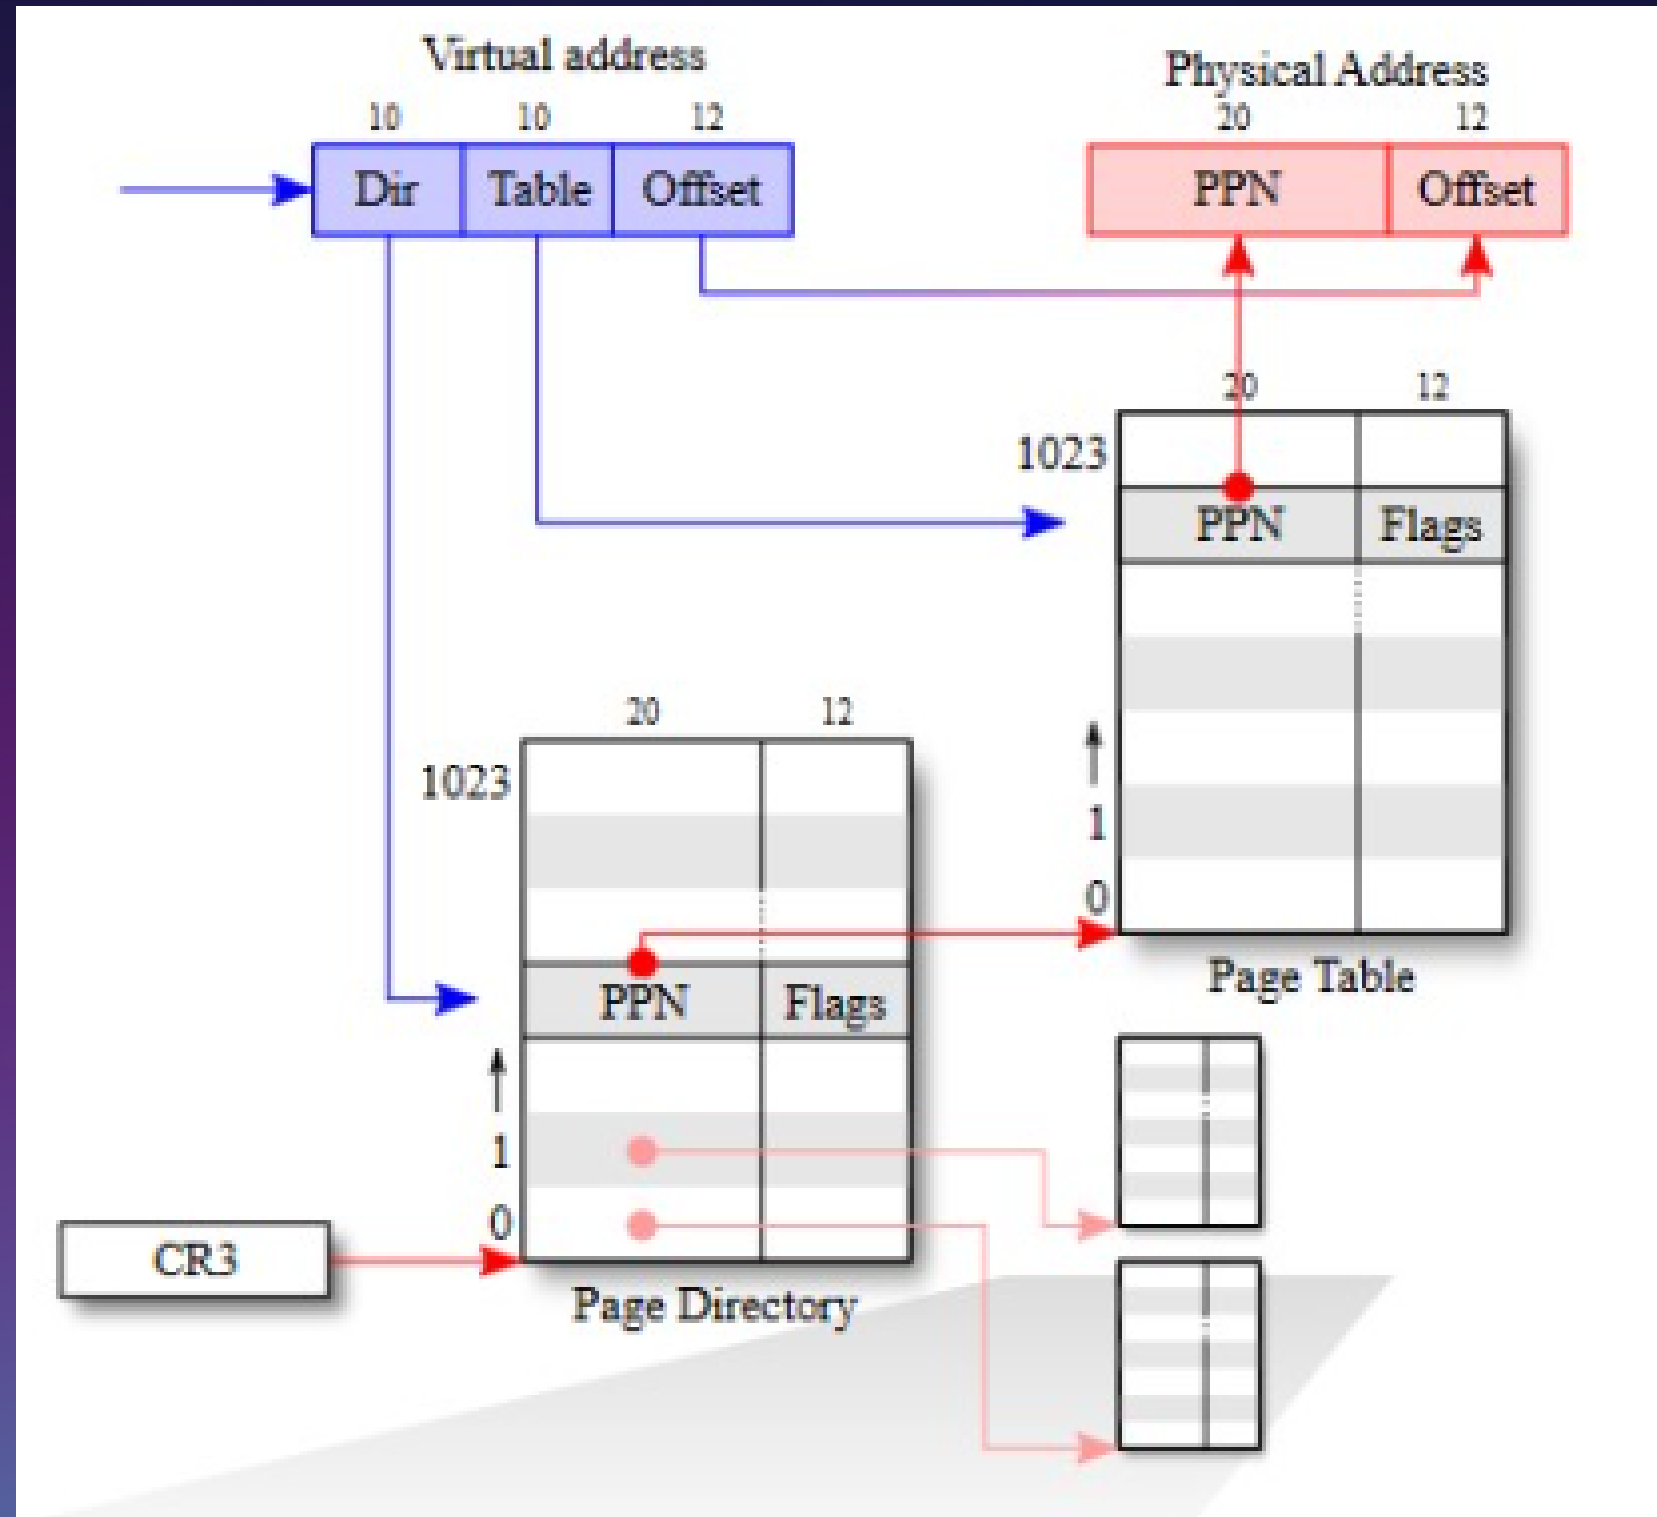 Virtual address
10 10 12
Dir Table Offset
Physical Address
20 12
PPN Offset
20 12
1023
PPN Flags
1
0
Page Table
20 12
1023
PPN Flags
1
0
Page Directory
CR3